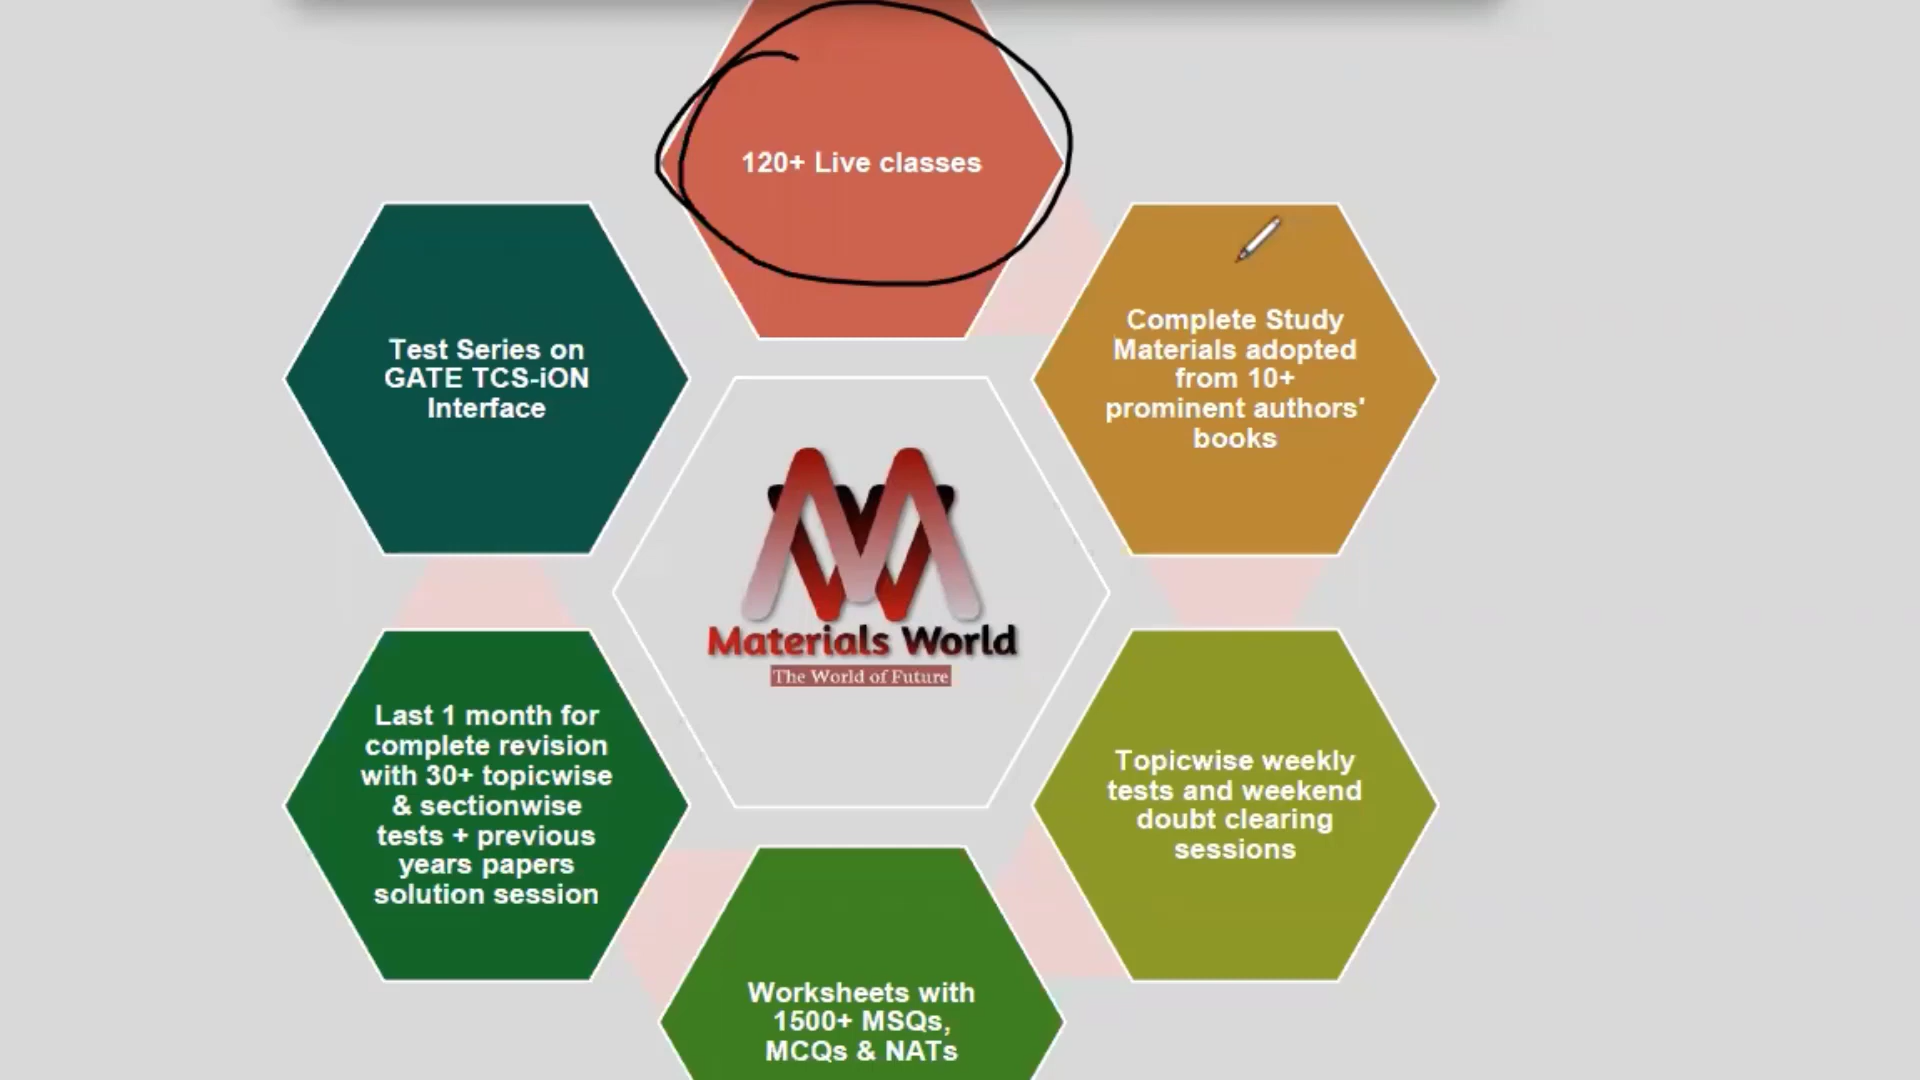 120+ Live classes
Complete Study
Materials adopted
from 10+
prominent authors'
books
Topicwise weekly
tests and weekend
doubt clearing
sessions
Worksheets with
1500+ MSQs,
MCQs & NATs
Last 1 month for
complete revision
with 30+ topicwise
& sectionwise
tests + previous
years papers
solution session
Test Series on
GATE TCS-iON
Interface
Materials World
The World of Future